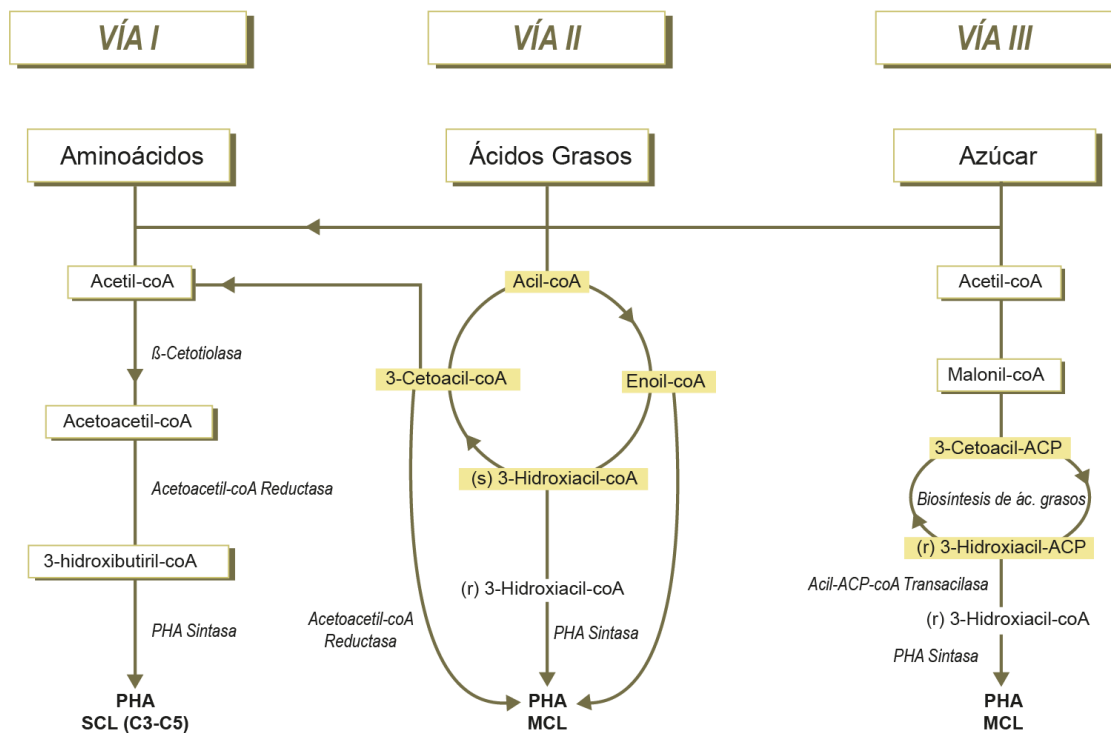 VÍA I
VÍA II
VÍA III
Aminoácidos
Ácidos Grasos
Azúcar
Acetil-coA
Acil-coA
Acetil-coA
ß-Cetotiolasa
3-Cetoacil-coA
Enoil-coA
Malonil-coA
Acetoacetil-coA
3-Cetoacil-ACP
Acetoacetil-coA Reductasa
(s) 3-Hidroxiacil-coA
Biosíntesis de ác. grasos
3-hidroxibutiril-coA
(r) 3-Hidroxiacil-ACP
(r) 3-Hidroxiacil-coA
Acil-ACP-coA Transacilasa
Acetoacetil-coA
Reductasa
(r) 3-Hidroxiacil-coA
PHA Sintasa
PHA Sintasa
PHA Sintasa
PHA
SCL (C3-C5)
PHA
MCL
PHA
MCL